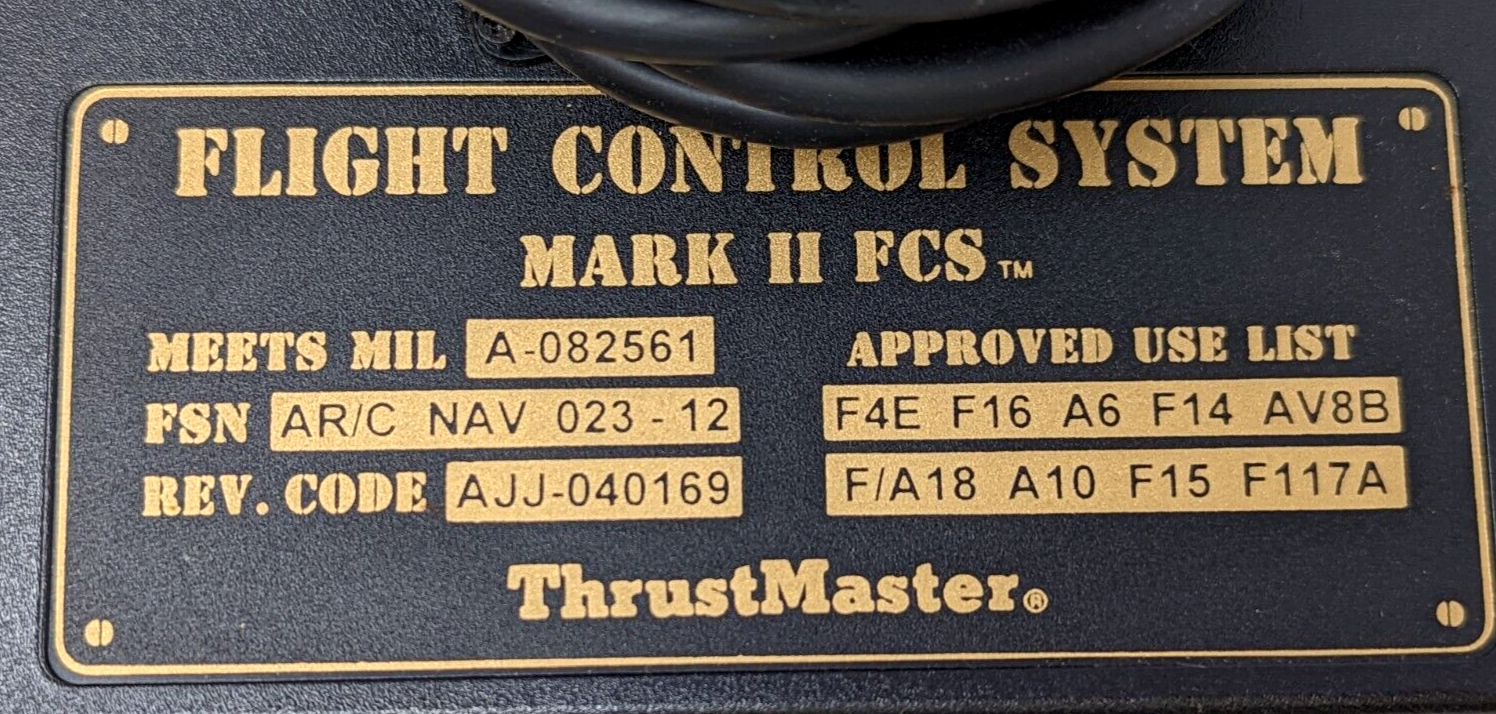 FLIGHT CONTROL SYSTEM
MARK II FCS™
MEETS MIL A-082561
FSN AR/C NAV 023 - 12
REV. CODE AJJ-040169
APPROVED USE LIST
F4E F16 A6 F14 AV8B
F/A18 A10 F15 F117A
ThrustMaster®